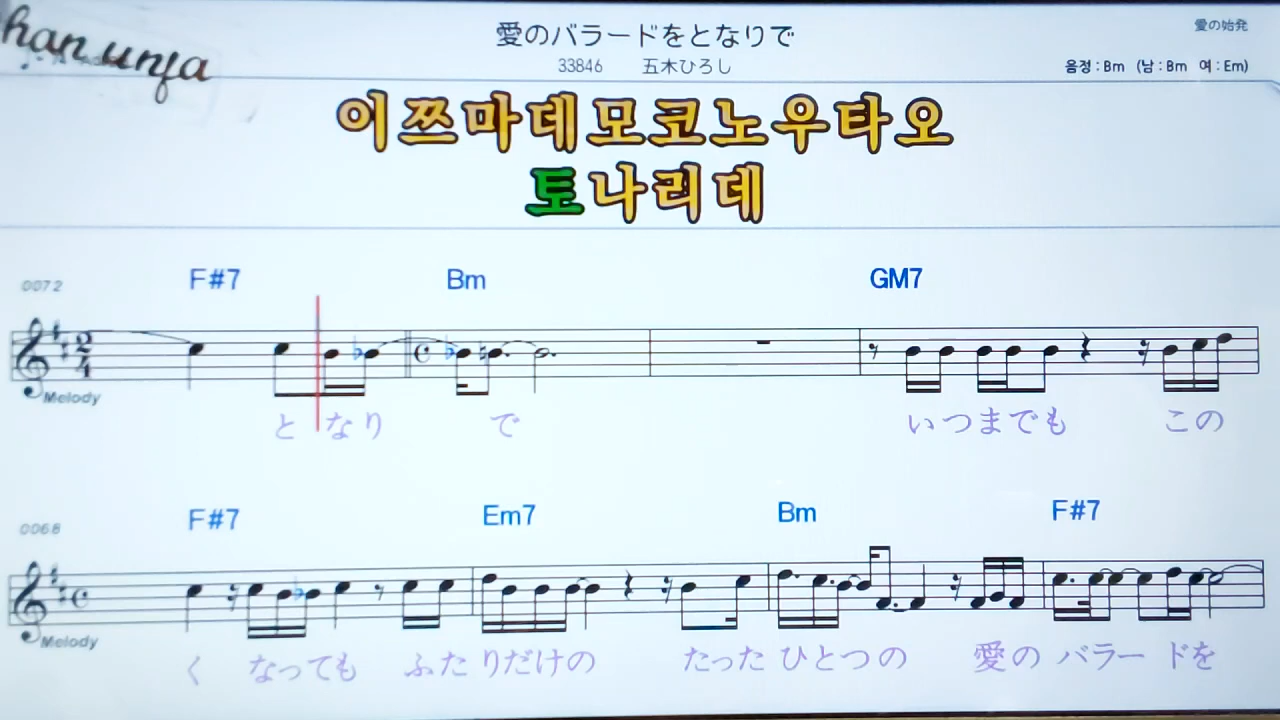 han unja
愛のバラードをとなりで
愛の始発
33846 五木ひろし
음정 : Bm (남 : Bm 여 : Em)
이쯔마데모코노우타오
토나리데
0072 F#7 Bm GM7
Melody
となり で いつまでも この
0068 F#7 Em7 Bm F#7
Melody
く なっても ふたりだけの たった ひとつの 愛の バラードを